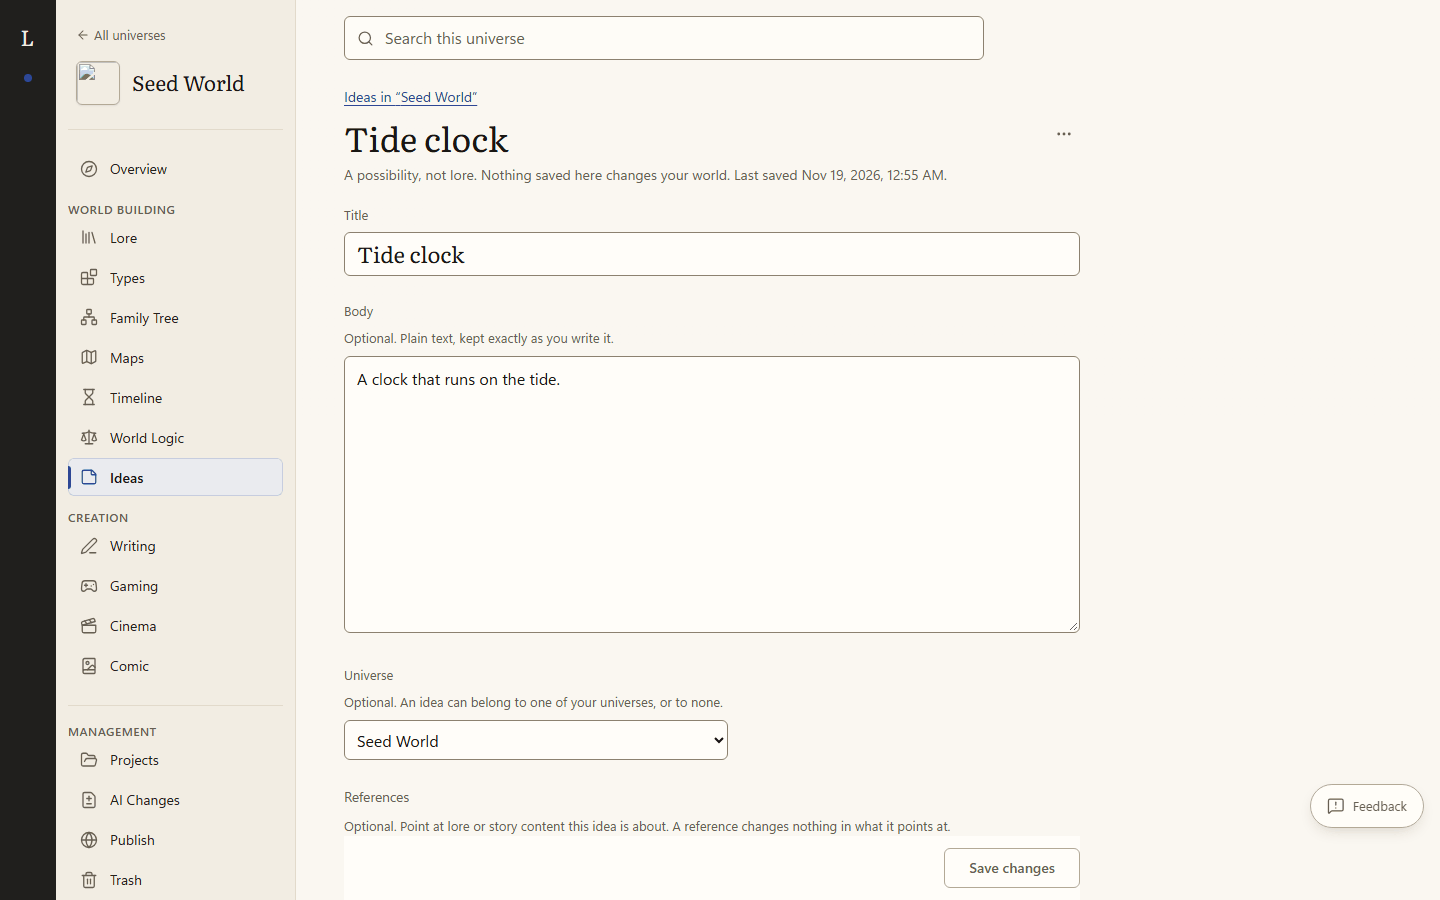 L
All universes
Seed World
Overview
WORLD BUILDING
Lore
Types
Family Tree
Maps
Timeline
World Logic
Ideas
CREATION
Writing
Gaming
Cinema
Comic
MANAGEMENT
Projects
AI Changes
Publish
Trash
Search this universe
Ideas in “Seed World”
Tide clock
A possibility, not lore. Nothing saved here changes your world. Last saved Nov 19, 2026, 12:55 AM.
Title
Tide clock
Body
Optional. Plain text, kept exactly as you write it.
A clock that runs on the tide.
Universe
Optional. An idea can belong to one of your universes, or to none.
Seed World
References
Optional. Point at lore or story content this idea is about. A reference changes nothing in what it points at.
Save changes
Feedback